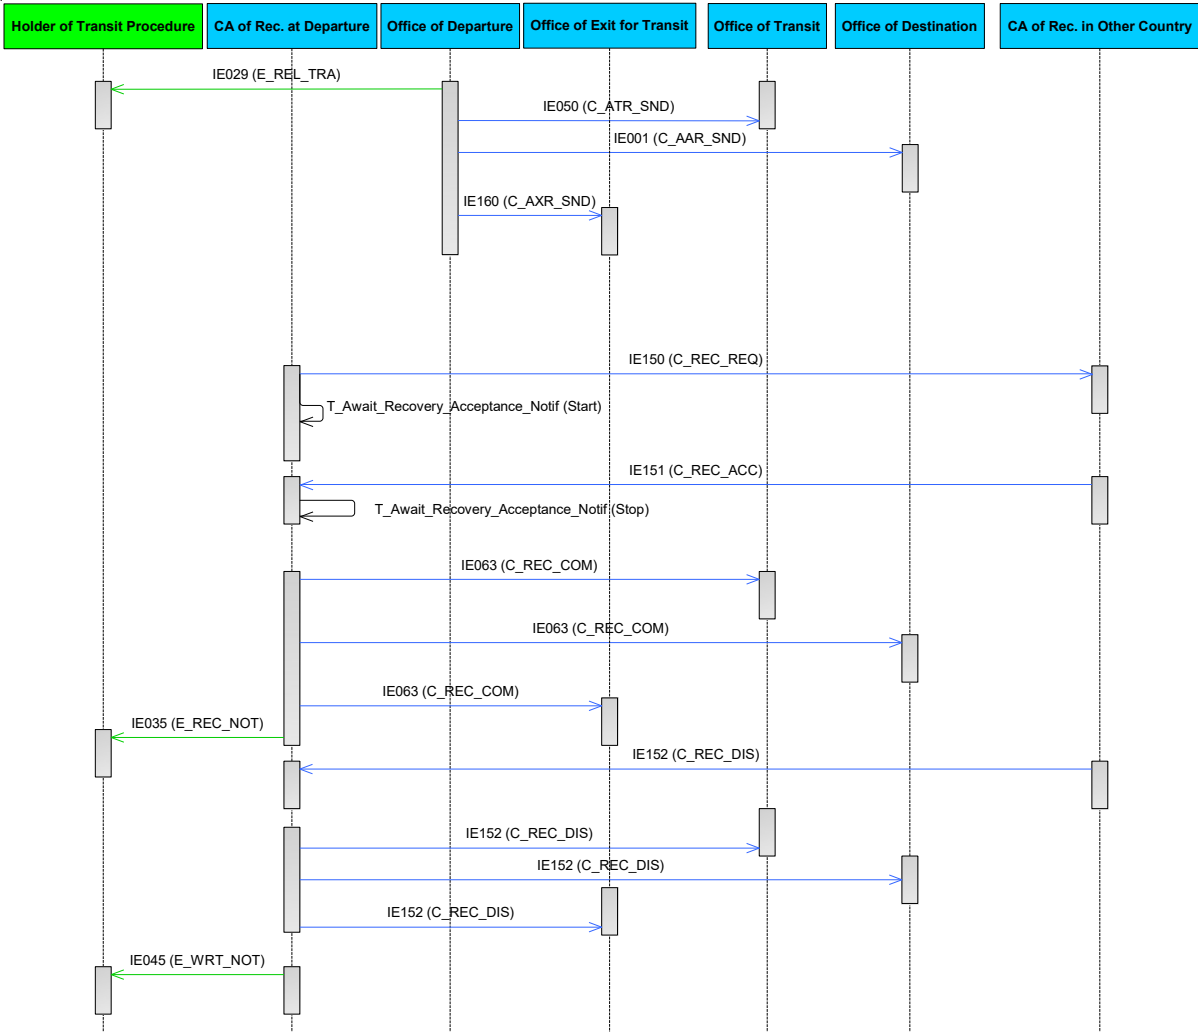 Holder of Transit Procedure
CA of Rec. at Departure
Office of Departure
Office of Exit for Transit
Office of Transit
Office of Destination
CA of Rec. in Other Country
IE029 (E_REL_TRA)
IE050 (C_ATR_SND)
IE001 (C_AAR_SND)
IE160 (C_AXR_SND)
IE150 (C_REC_REQ)
T_Await_Recovery_Acceptance_Notif (Start)
IE151 (C_REC_ACC)
T_Await_Recovery_Acceptance_Notif (Stop)
IE063 (C_REC_COM)
IE063 (C_REC_COM)
IE063 (C_REC_COM)
IE035 (E_REC_NOT)
IE152 (C_REC_DIS)
IE152 (C_REC_DIS)
IE152 (C_REC_DIS)
IE152 (C_REC_DIS)
IE045 (E_WRT_NOT)